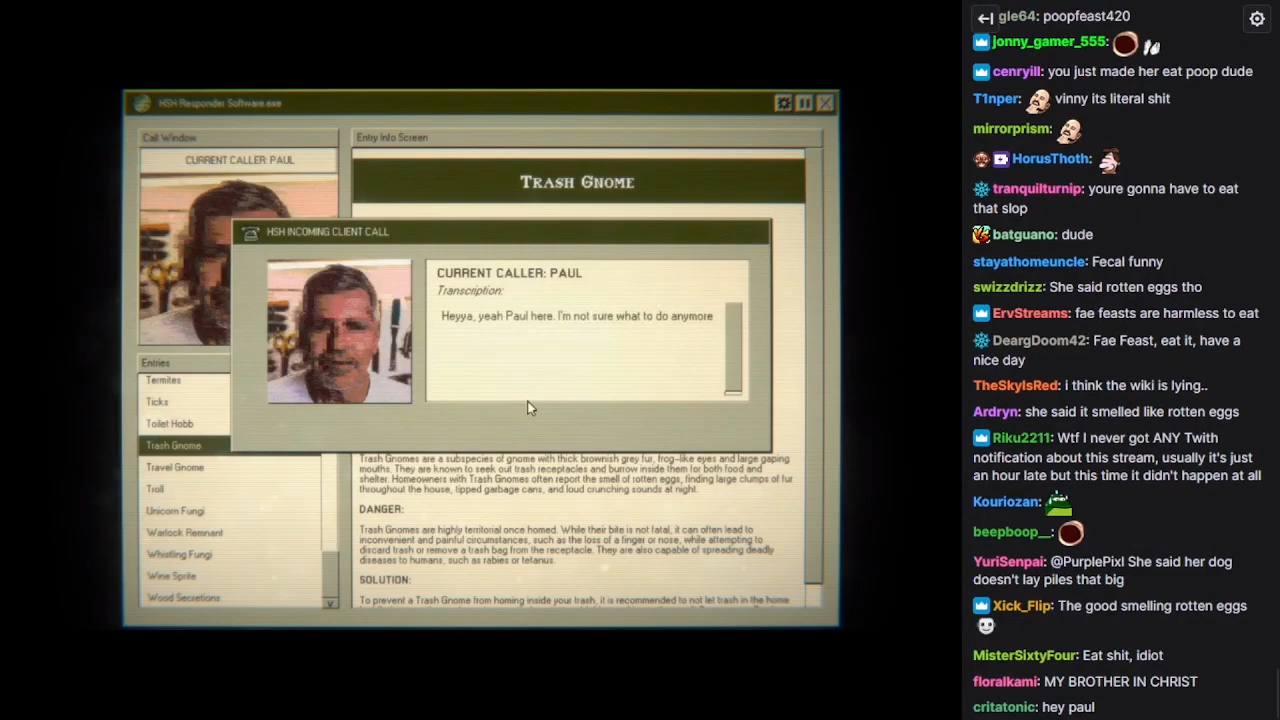 HSH Responder Software.exe
Call Window
CURRENT CALLER: PAUL
Entries
Termites
Ticks
Toilet Hobb
Trash Gnome
Travel Gnome
Troll
Unicorn Fungi
Warlock Remnant
Whistling Fungi
Wine Sprite
Wood Secretions
Entry Info Screen
TRASH GNOME
HSH INCOMING CLIENT CALL
CURRENT CALLER: PAUL
Transcription:
Heyya, yeah Paul here. I'm not sure what to do anymore
Trash Gnomes are a subspecies of gnome with thick brownish grey fur, frog-like eyes and large gaping
mouths. They are known to seek out trash receptacles and burrow inside them for both food and
shelter. Homeowners with Trash Gnomes often report the smell of rotten eggs, finding large clumps of fur
throughout the house, tipped garbage cans, and loud crunching sounds at night.
DANGER:
Trash Gnomes are highly territorial once homed. While their bite is not fatal, it can often lead to
inconvenient and painful circumstances, such as the loss of a finger or nose, while attempting to
discard trash or remove a trash bag from the receptacle. They are also capable of spreading deadly
diseases to humans, such as rabies or tetanus.
SOLUTION:
To prevent a Trash Gnome from homing inside your trash, it is recommended to not let trash in the home
gle64: poopfeast420
jonny_gamer_555:
cenryill: you just made her eat poop dude
T1nper: vinny its literal shit
mirrorprism:
HorusThoth:
tranquilturnip: youre gonna have to eat
that slop
batguano: dude
stayathomeuncle: Fecal funny
swizzdrizz: She said rotten eggs tho
ErvStreams: fae feasts are harmless to eat
DeargDoom42: Fae Feast, eat it, have a
nice day
TheSkyIsRed: i think the wiki is lying..
Ardryn: she said it smelled like rotten eggs
Riku2211: Wtf I never got ANY Twith
notification about this stream, usually it's just
an hour late but this time it didn't happen at all
Kouriozan:
beepboop__:
YuriSenpai: @PurplePixl She said her dog
doesn't lay piles that big
Xick_Flip: The good smelling rotten eggs
MisterSixtyFour: Eat shit, idiot
floralkami: MY BROTHER IN CHRIST
critatonic: hey paul